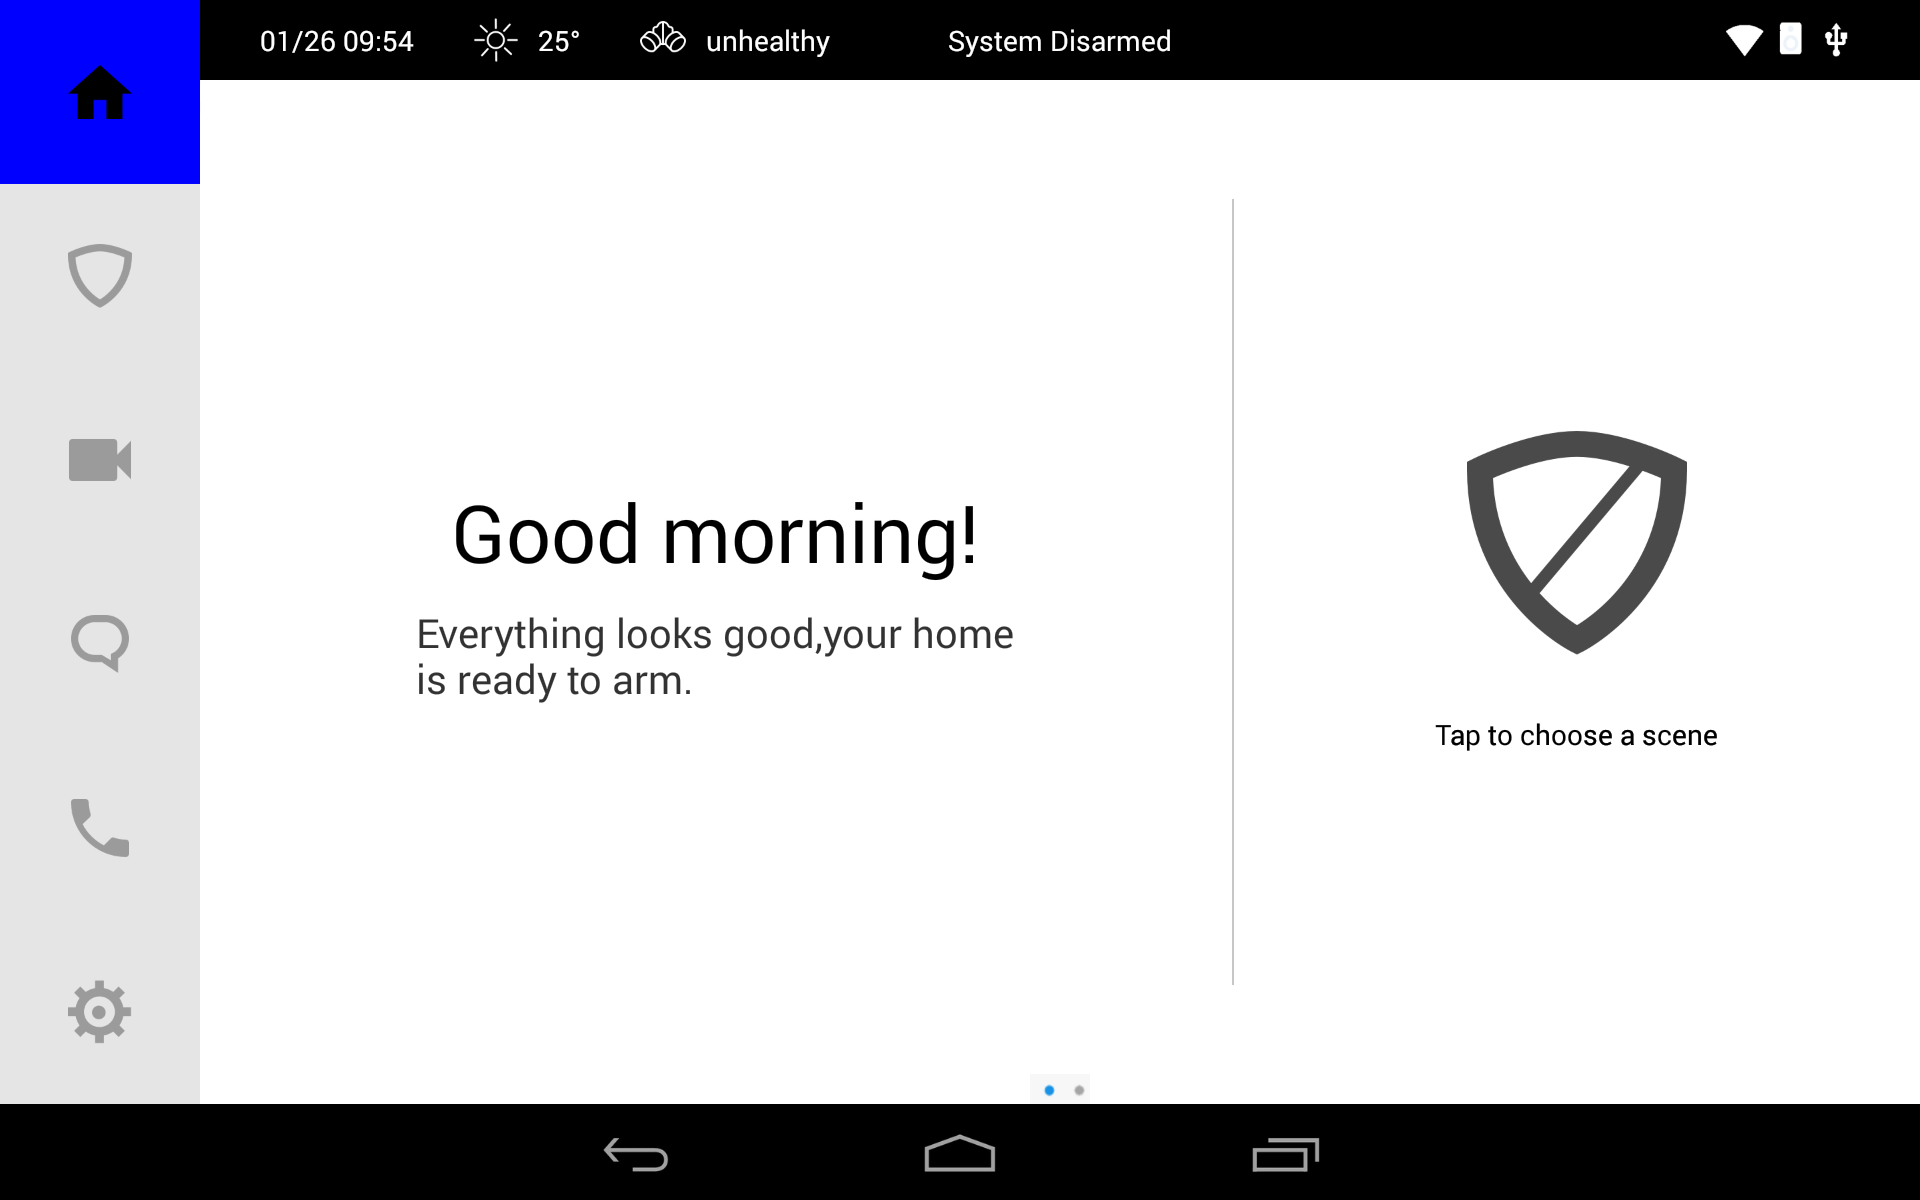 01/26 09:54 25° unhealthy System Disarmed
Good morning!
Everything looks good,your home
is ready to arm.
Tap to choose a scene